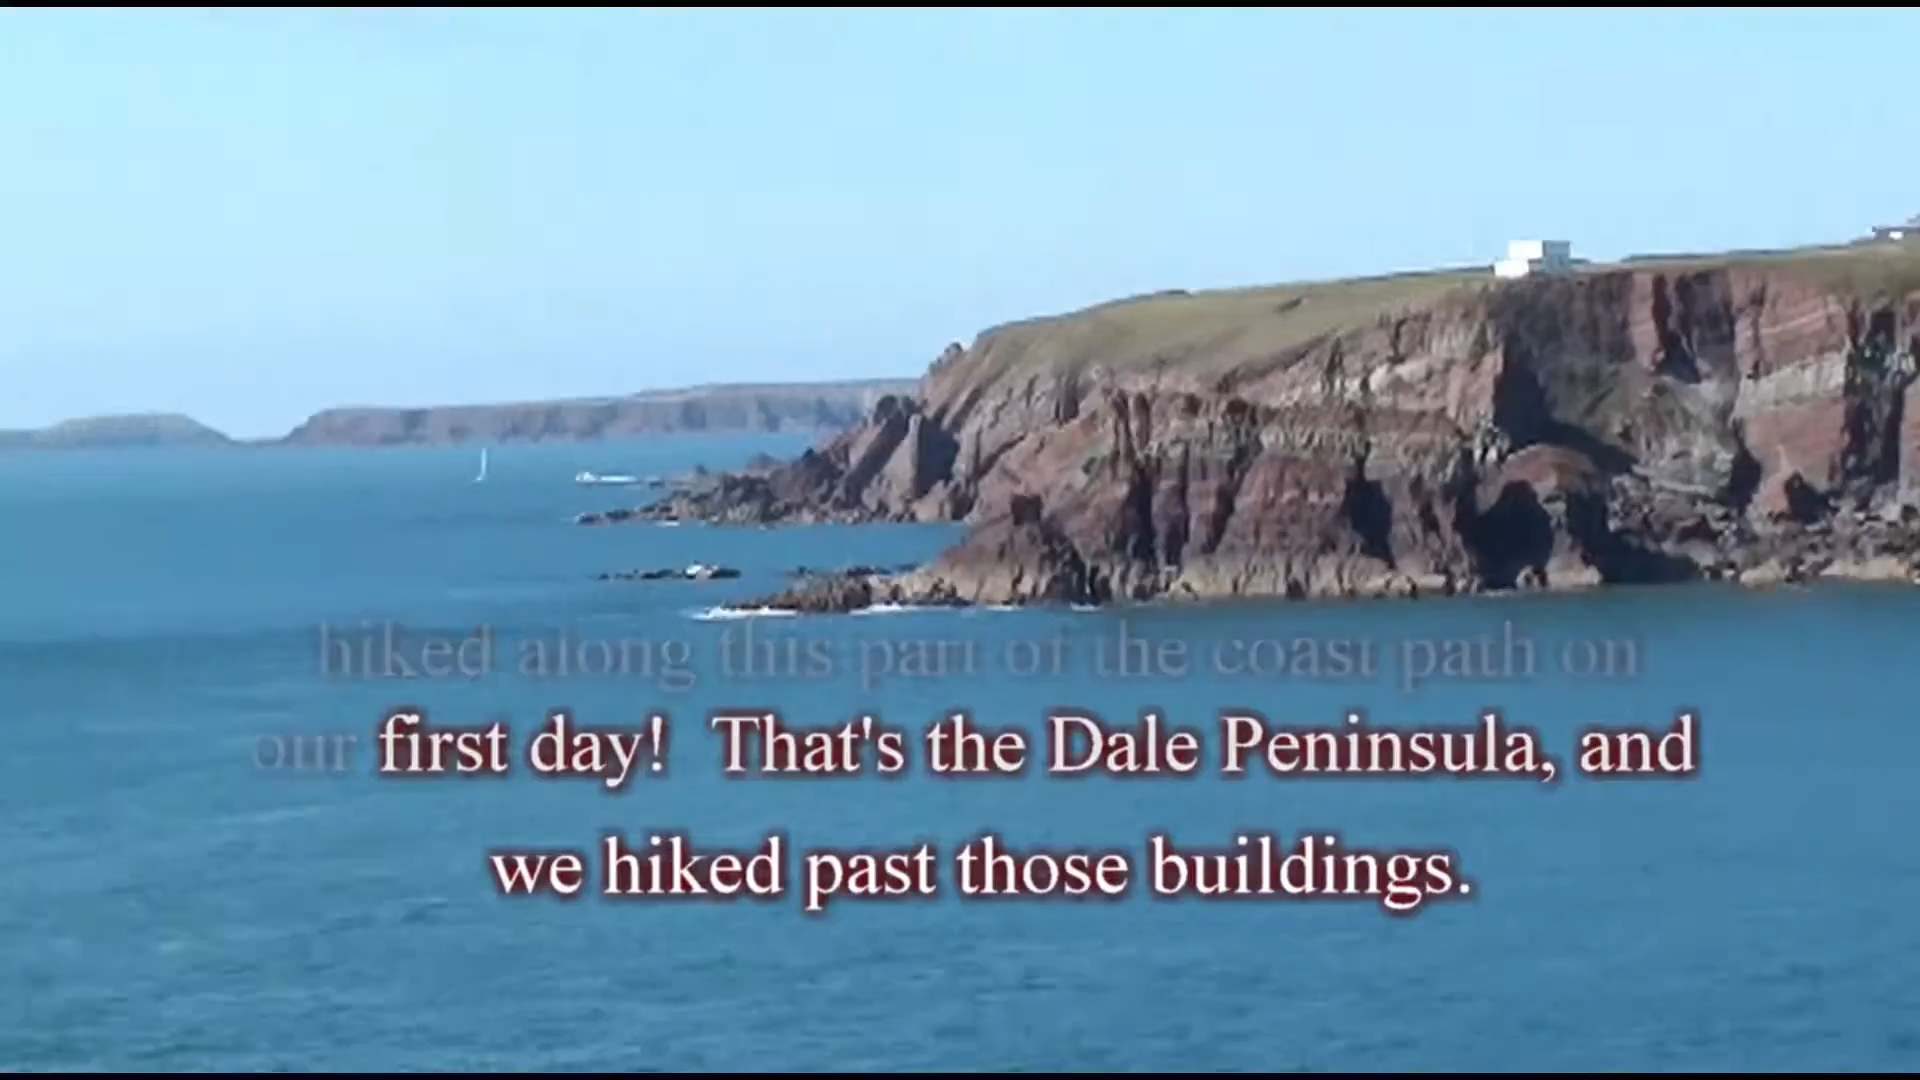 hiked along this part of the coast path on
our first day! That's the Dale Peninsula, and
we hiked past those buildings.